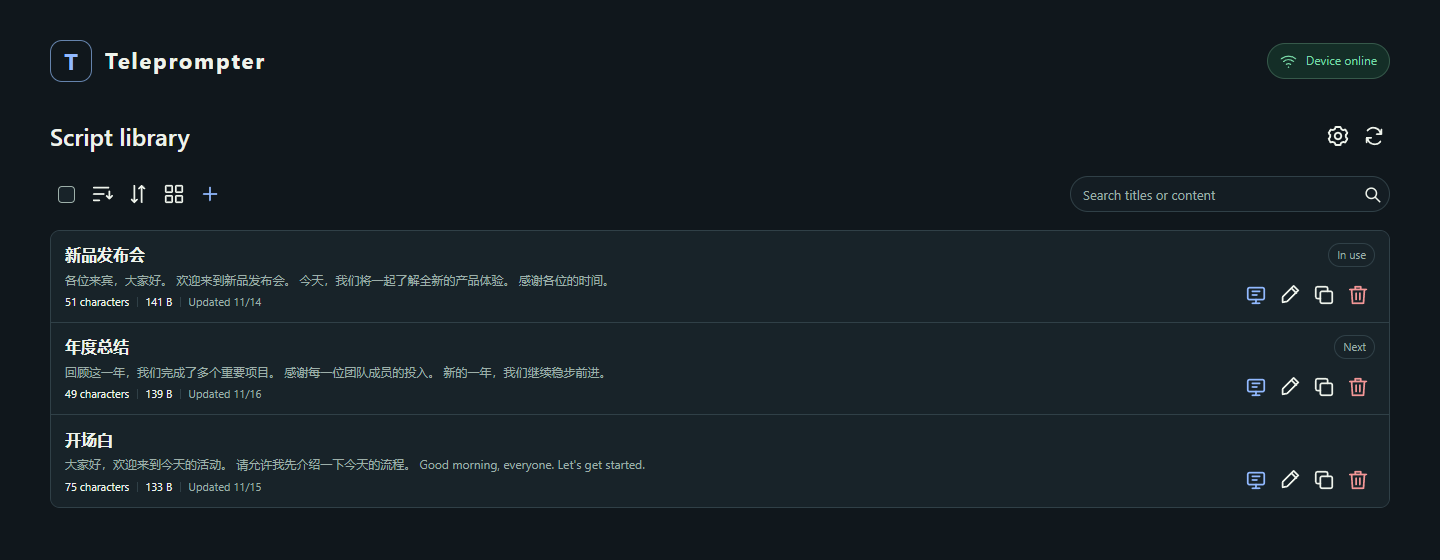 T Teleprompter
Device online
Script library
Search titles or content
新品发布会
In use
各位来宾，大家好。 欢迎来到新品发布会。 今天，我们将一起了解全新的产品体验。 感谢各位的时间。
51 characters | 141 B | Updated 11/14
年度总结
Next
回顾这一年，我们完成了多个重要项目。 感谢每一位团队成员的投入。 新的一年，我们继续稳步前进。
49 characters | 139 B | Updated 11/16
开场白
大家好，欢迎来到今天的活动。 请允许我先介绍一下今天的流程。 Good morning, everyone. Let's get started.
75 characters | 133 B | Updated 11/15